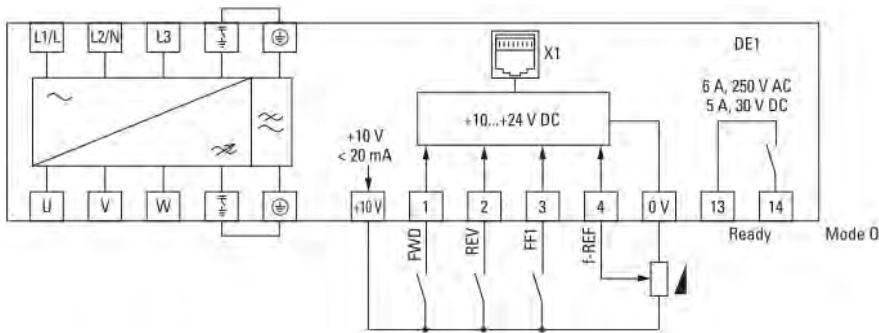 L1/L L2/N L3
X1
DE1
6 A, 250 V AC
5 A, 30 V DC
+10...+24 V DC
+10 V
< 20 mA
U V W +10 V 1 2 3 4 0 V 13 14
FWD
REV
FF1
f-REF
Ready
Mode 0